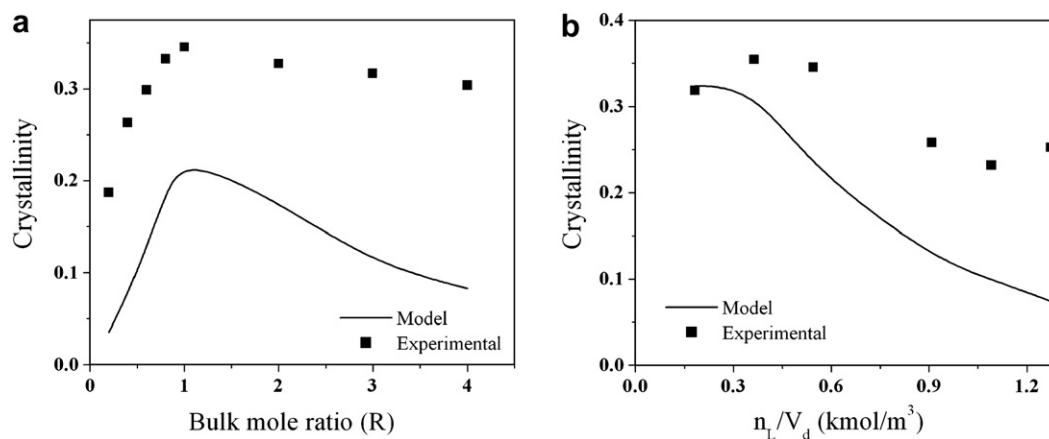 a
Crystallinity
0.3
0.2
0.1
0.0
0
1
2
3
4
Model
Experimental
Bulk mole ratio (R)
b
Crystallinity
0.4
0.3
0.2
0.1
0.0
0.0
0.3
0.6
0.9
1.2
Model
Experimental
n_L/V_d (kmol/m³)